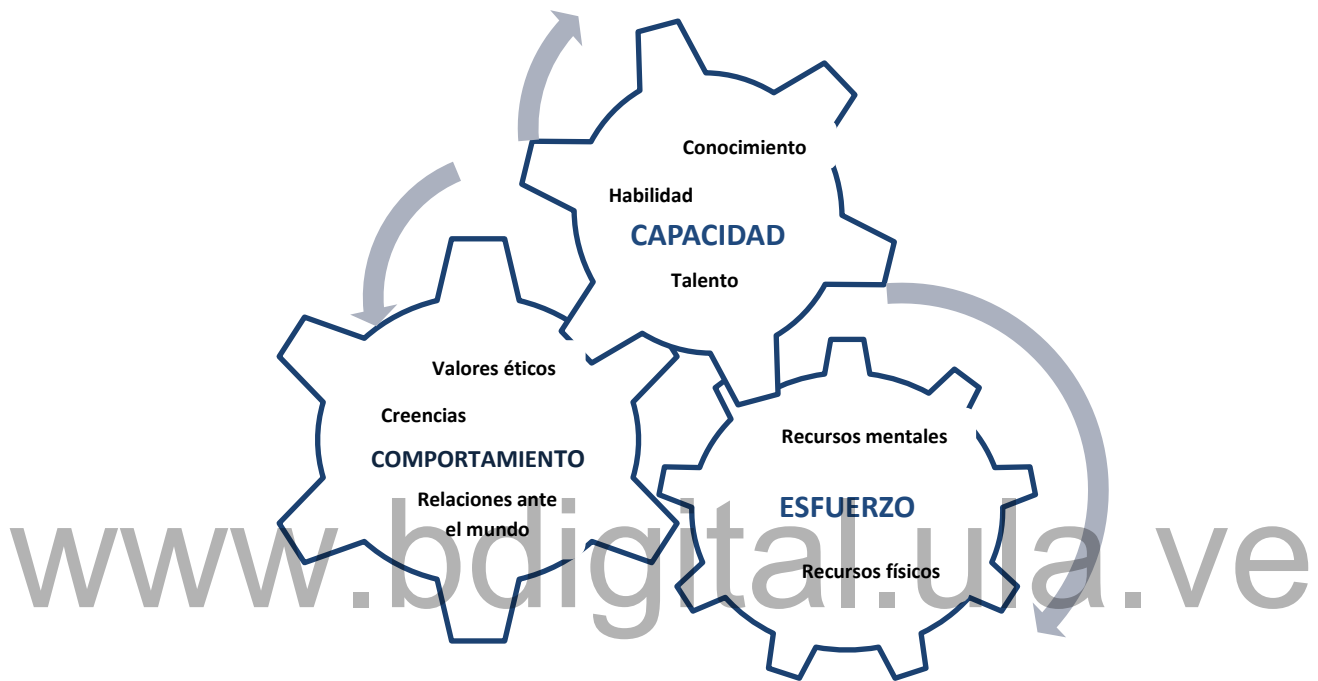 Conocimiento
Habilidad
CAPACIDAD
Talento
Valores éticos
Creencias
COMPORTAMIENTO
Relaciones ante
el mundo
Recursos mentales
ESFUERZO
Recursos físicos
www.bdigital.ula.ve